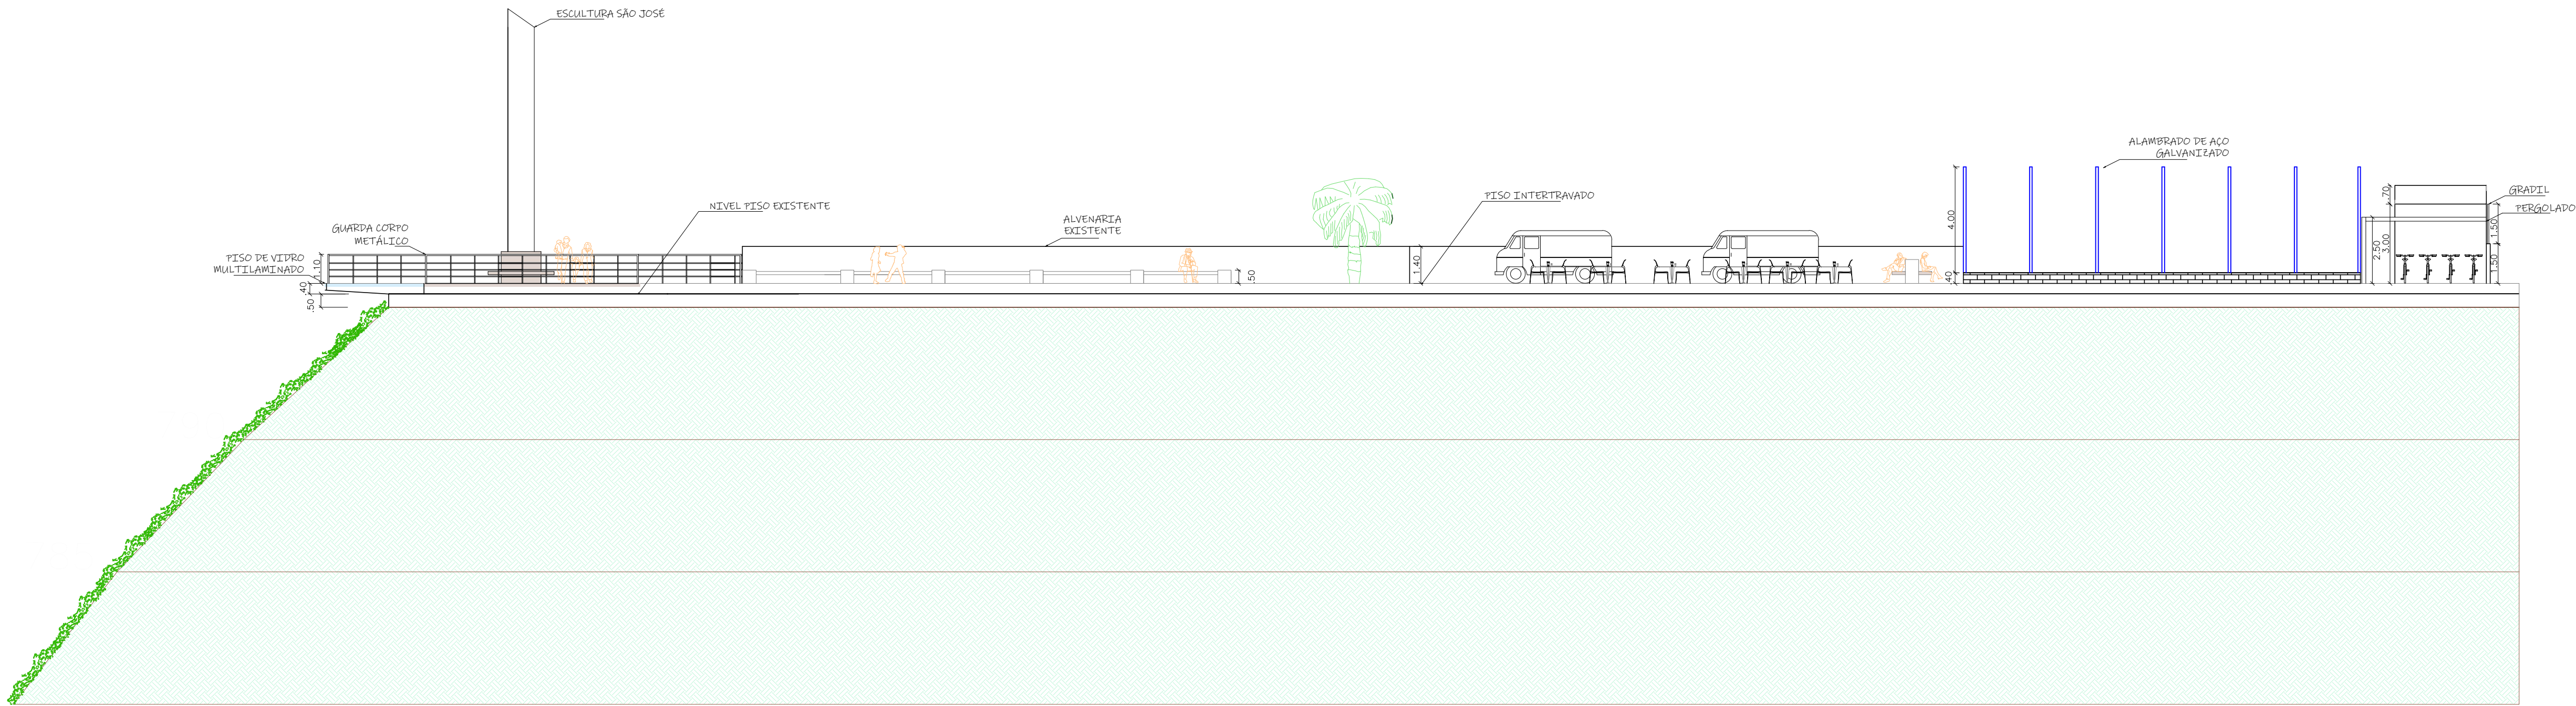 ESCULTURA SÃO JOSÉ
ALAMBRADO DE AÇO
GALVANIZADO
GRADIL
PERGOLADO
PISO INTERTRAVADO
NIVEL PISO EXISTENTE
ALVENARIA
EXISTENTE
GUARDA CORPO
METÁLICO
PISO DE VIDRO
MULTILAMINADO
1,10
,40
,50
,50
1,40
4,00
,40
,70
2,50
3,00
1,50
1,50